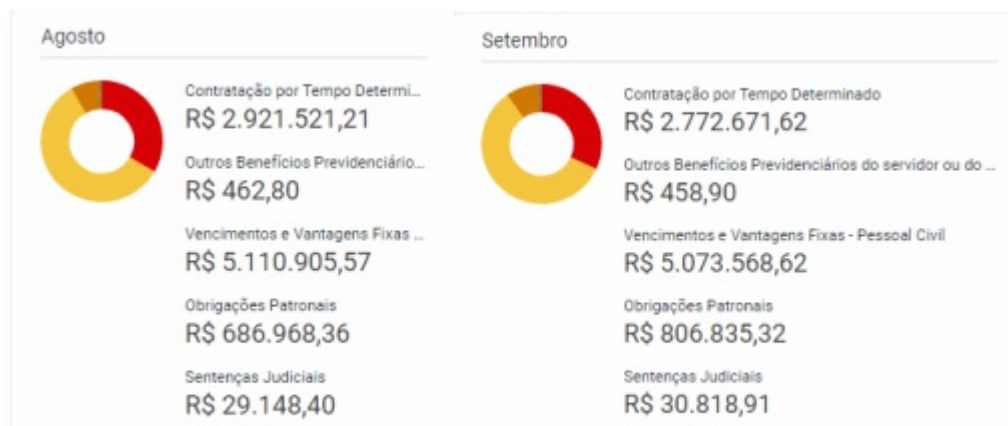 Agosto
Contratação por Tempo Determi...
R$ 2.921.521,21
Outros Benefícios Previdenciário...
R$ 462,80
Vencimentos e Vantagens Fixas ...
R$ 5.110.905,57
Obrigações Patronais
R$ 686.968,36
Sentenças Judiciais
R$ 29.148,40
Setembro
Contratação por Tempo Determinado
R$ 2.772.671,62
Outros Benefícios Previdenciários do servidor ou do ...
R$ 458,90
Vencimentos e Vantagens Fixas - Pessoal Civil
R$ 5.073.568,62
Obrigações Patronais
R$ 806.835,32
Sentenças Judiciais
R$ 30.818,91